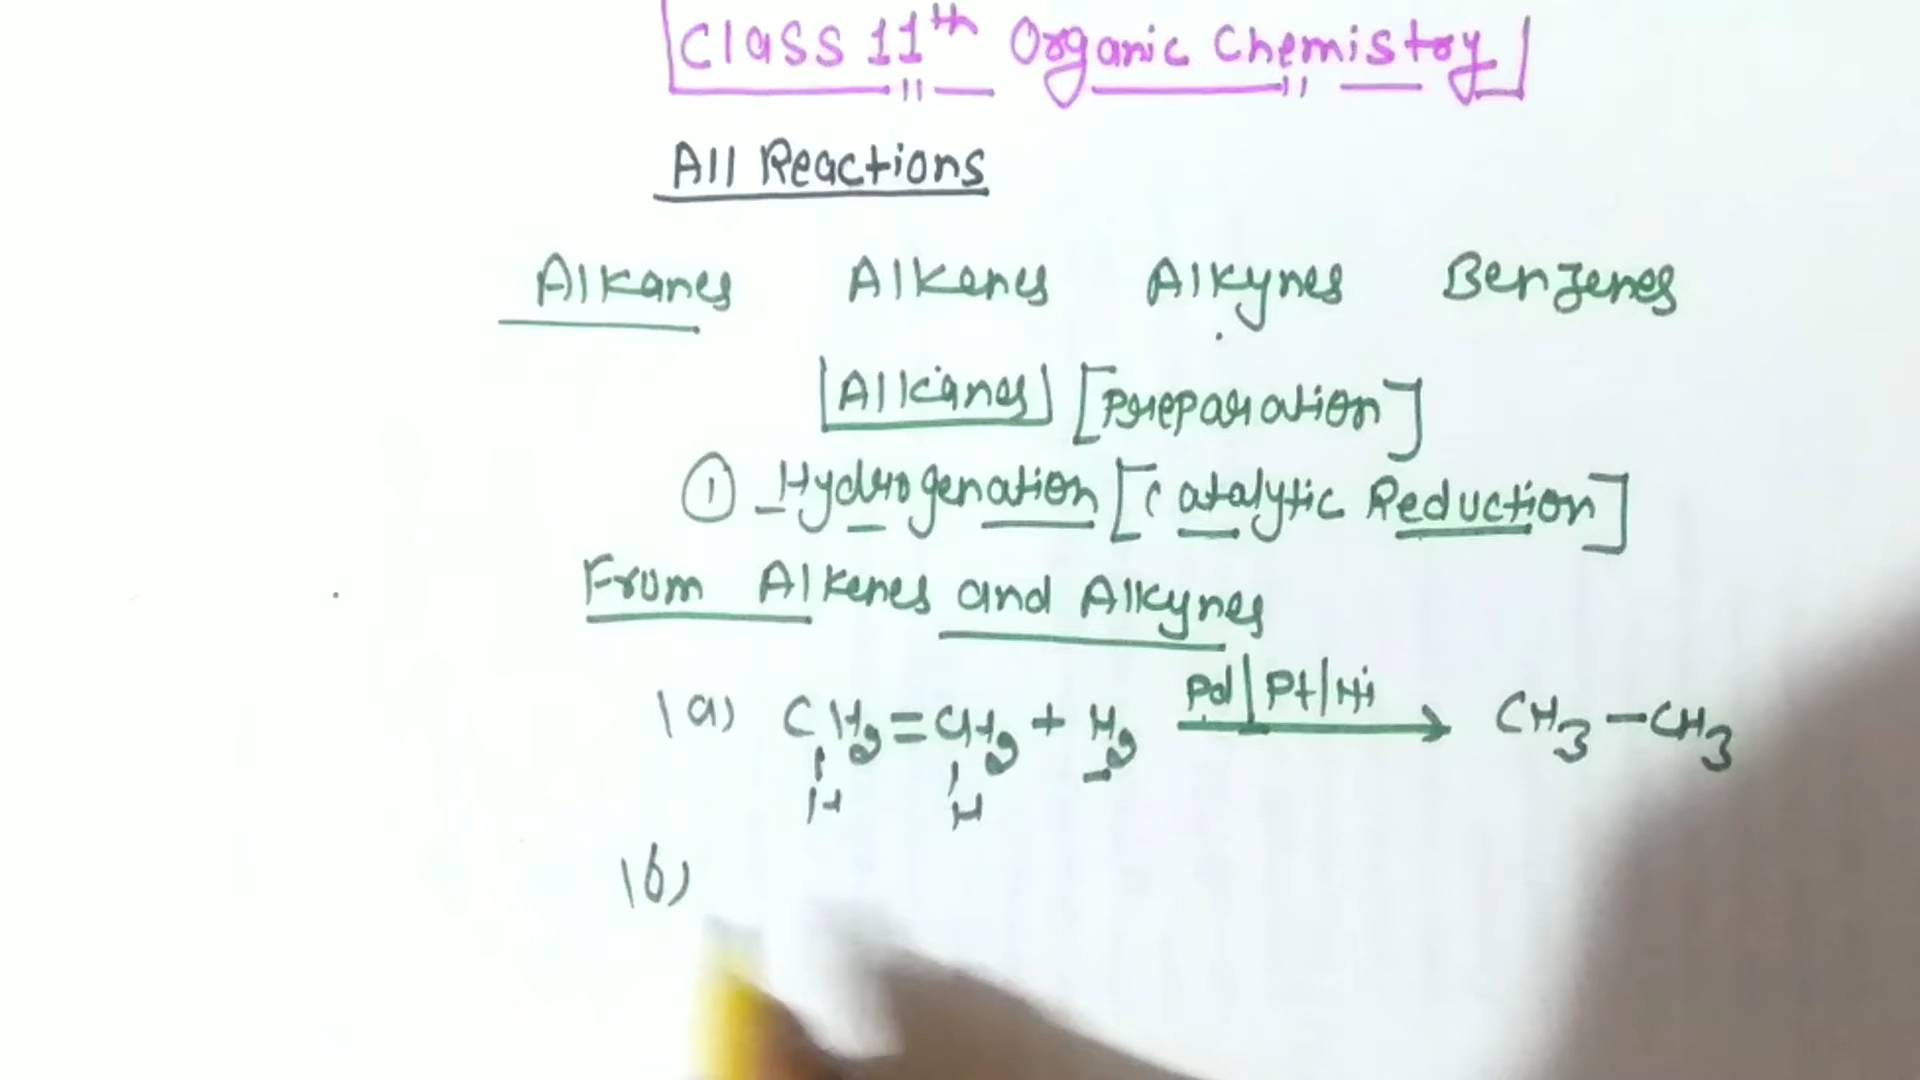 Class 11th Organic Chemistry
All Reactions
Alkanes Alkenes Alkynes Benzenes
Alkanes [Preparation]
① Hydrogenation [Catalytic Reduction]
From Alkenes and Alkynes
(a) CH2=CH2 + H2 Pd/Pt/Ni → CH3-CH3
H H
(b)